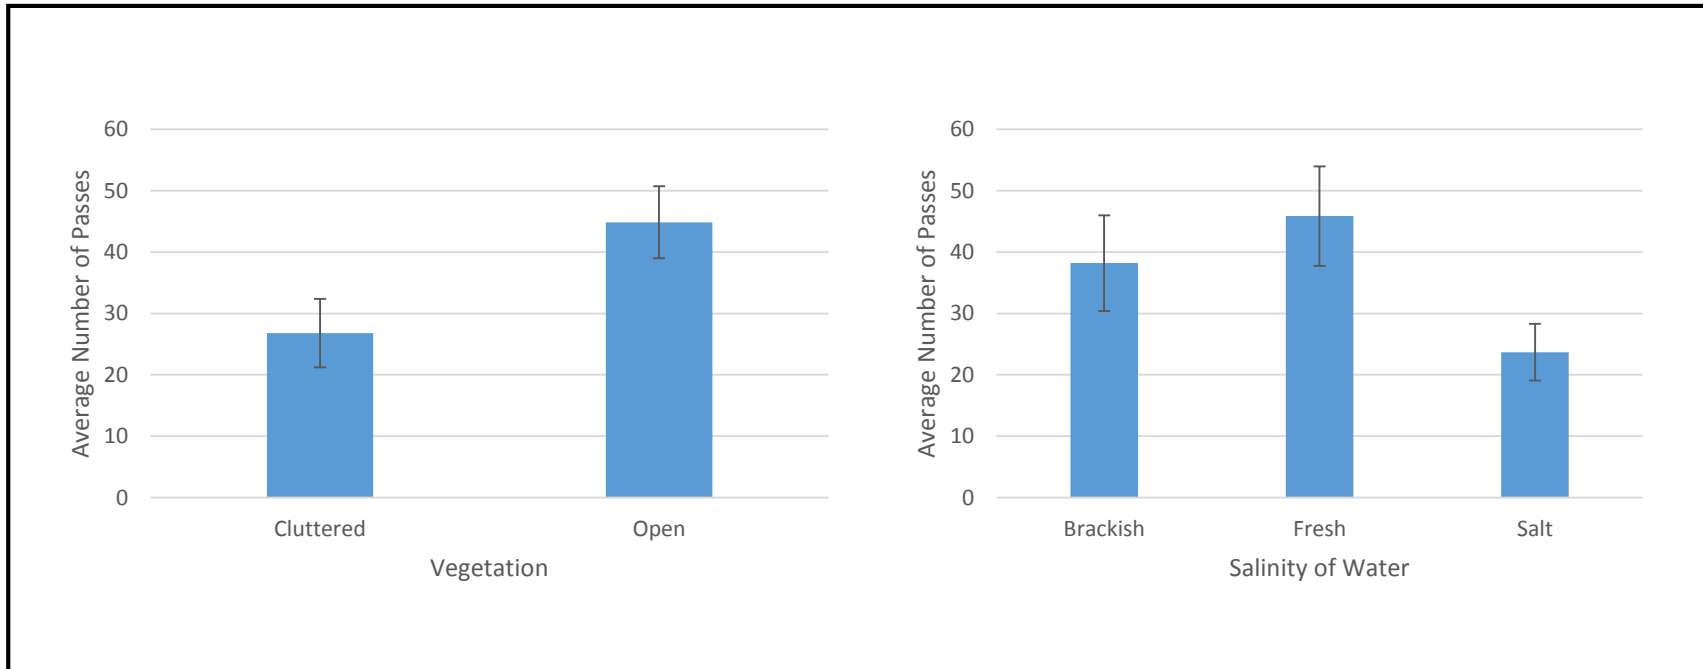 Average Number of Passes
60
50
40
30
20
10
0
Cluttered Open
Vegetation
Average Number of Passes
60
50
40
30
20
10
0
Brackish Fresh Salt
Salinity of Water